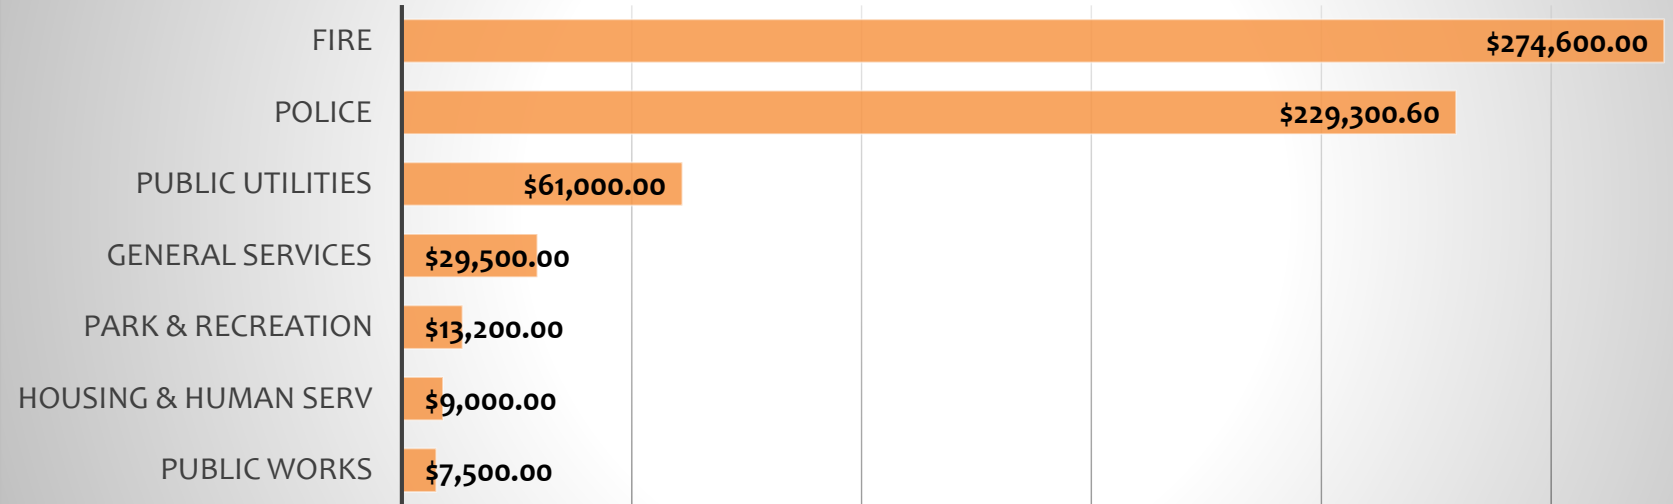 FIRE $274,600.00
POLICE $229,300.60
PUBLIC UTILITIES $61,000.00
GENERAL SERVICES $29,500.00
PARK & RECREATION $13,200.00
HOUSING & HUMAN SERV $9,000.00
PUBLIC WORKS $7,500.00